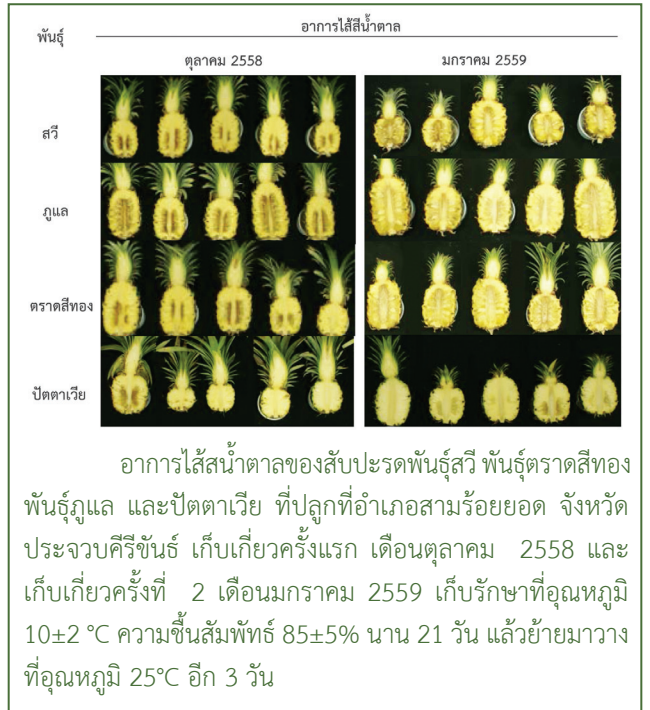 อาการไส้สีน้ำตาล
พันธุ์
ตุลาคม 2558
มกราคม 2559
สวี
ภูแล
ตราดสีทอง
ปัตตาเวีย
อาการไส้สน้ำตาลของสับปะรดพันธุ์สวี พันธุ์ตราดสีทอง
พันธุ์ภูแล และปัตตาเวีย ที่ปลูกที่อำเภอสามร้อยยอด จังหวัด
ประจวบคีรีขันธ์ เก็บเกี่ยวครั้งแรก เดือนตุลาคม 2558 และ
เก็บเกี่ยวครั้งที่ 2 เดือนมกราคม 2559 เก็บรักษาที่อุณหภูมิ
10±2 °C ความชื้นสัมพัทธ์ 85±5% นาน 21 วัน แล้วย้ายมาวาง
ที่อุณหภูมิ 25°C อีก 3 วัน